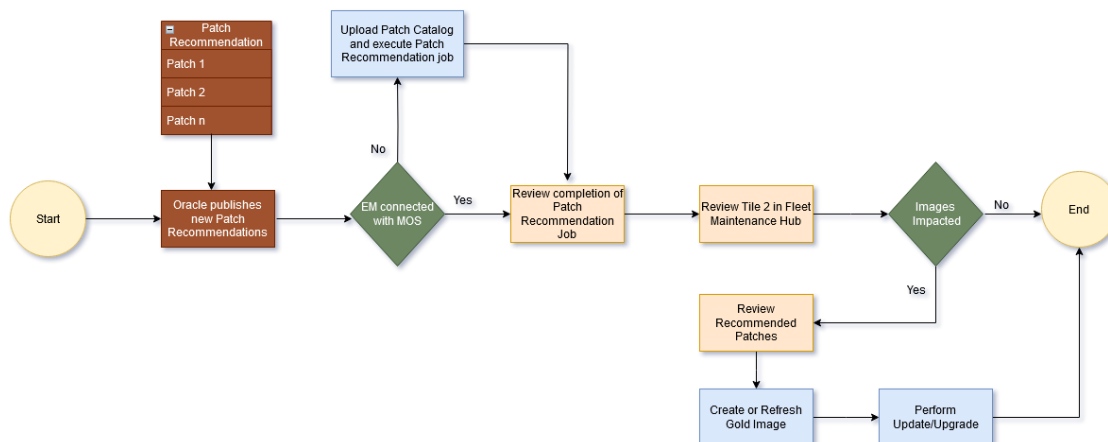 Patch
Recommendation
Patch 1
Patch 2
Patch n
Upload Patch Catalog
and execute Patch
Recommendation job
No
Start
Oracle publishes
new Patch
Recommendations
EM connected
with MOS
Yes
Review completion of
Patch
Recommendation
Job
Review Tile 2 in Fleet
Maintenance Hub
Images
Impacted
No
End
Yes
Review
Recommended
Patches
Create or Refresh
Gold Image
Perform
Update/Upgrade